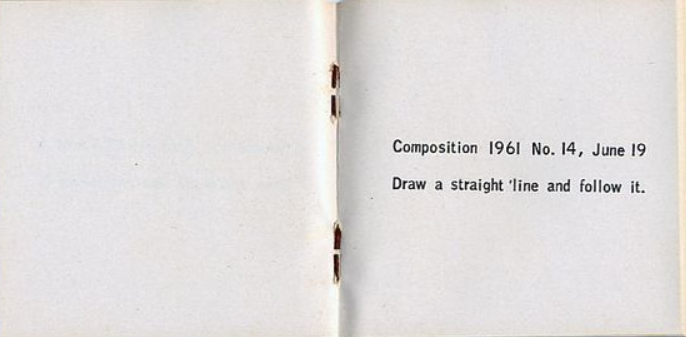 Composition 1961 No. 14, June 19
Draw a straight line and follow it.